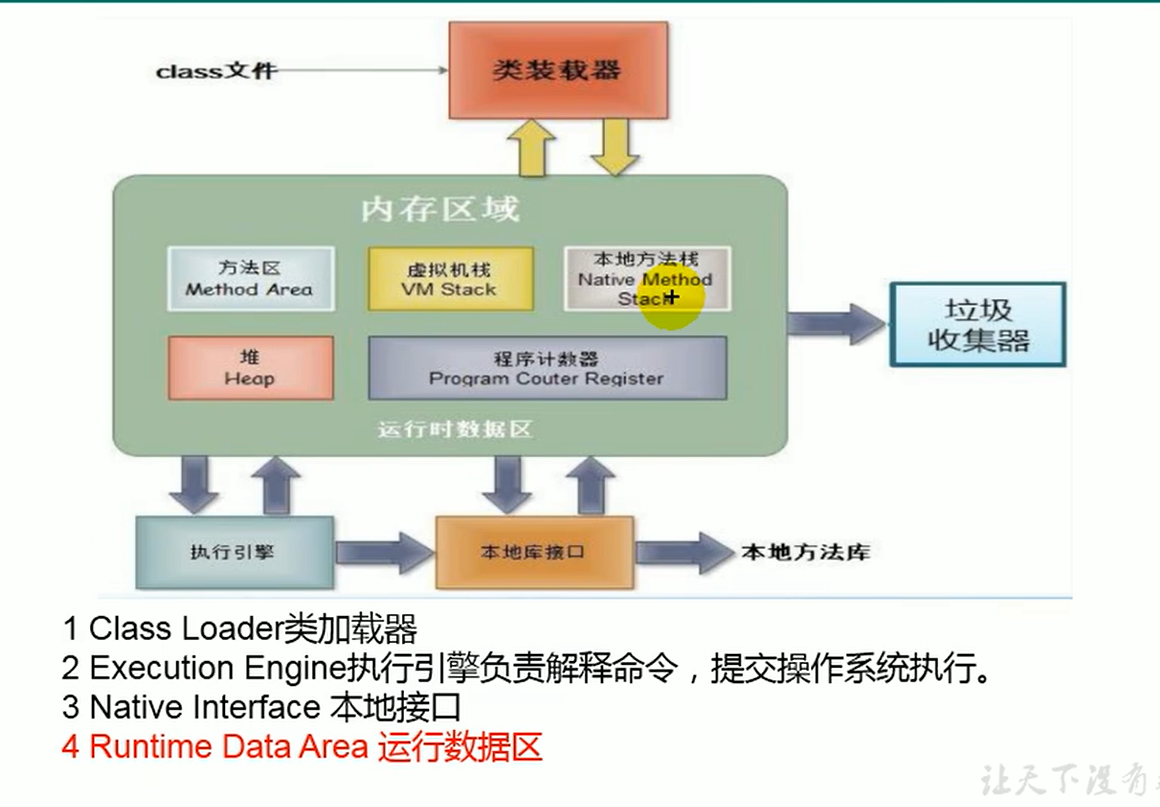 class文件
类装载器
内存区域
方法区
Method Area
虚拟机栈
VM Stack
本地方法栈
Native Method
Stack
堆
Heap
程序计数器
Program Couter Register
运行时数据区
垃圾
收集器
执行引擎
本地库接口
本地方法库
1 Class Loader类加载器
2 Execution Engine执行引擎负责解释命令，提交操作系统执行。
3 Native Interface 本地接口
4 Runtime Data Area 运行数据区
让天下没有